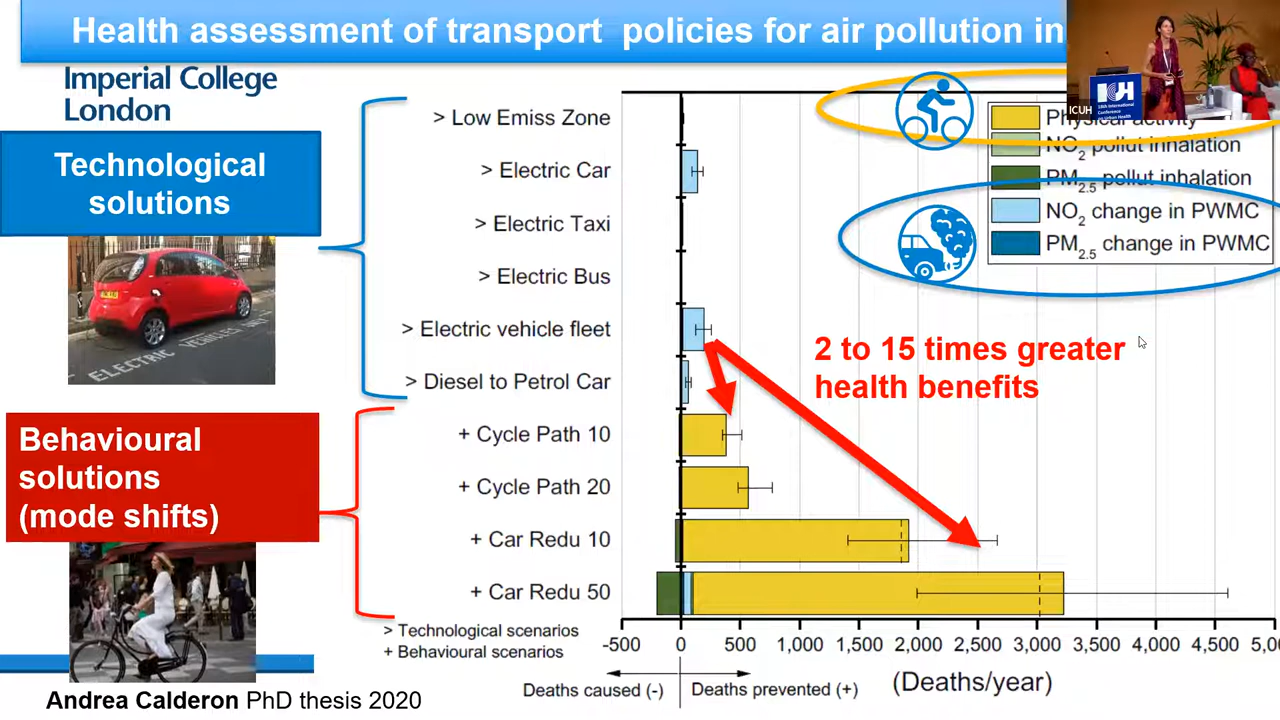 Health assessment of transport policies for air pollution in
Imperial College
London
Technological
solutions
ELECTRIC VEHICLES
Behavioural
solutions
(mode shifts)
> Low Emiss Zone
> Electric Car
> Electric Taxi
> Electric Bus
> Electric vehicle fleet
> Diesel to Petrol Car
+ Cycle Path 10
+ Cycle Path 20
+ Car Redu 10
+ Car Redu 50
> Technological scenarios
+ Behavioural scenarios
Physical activity
NO2 pollut inhalation
PM2.5 pollut inhalation
NO2 change in PWMC
PM2.5 change in PWMC
2 to 15 times greater
health benefits
-500 0 500 1,000 1,500 2,000 2,500 3,000 3,500 4,000 4,500 5,0
Deaths caused (-) Deaths prevented (+) (Deaths/year)
Andrea Calderon PhD thesis 2020
ICUH
ICUH